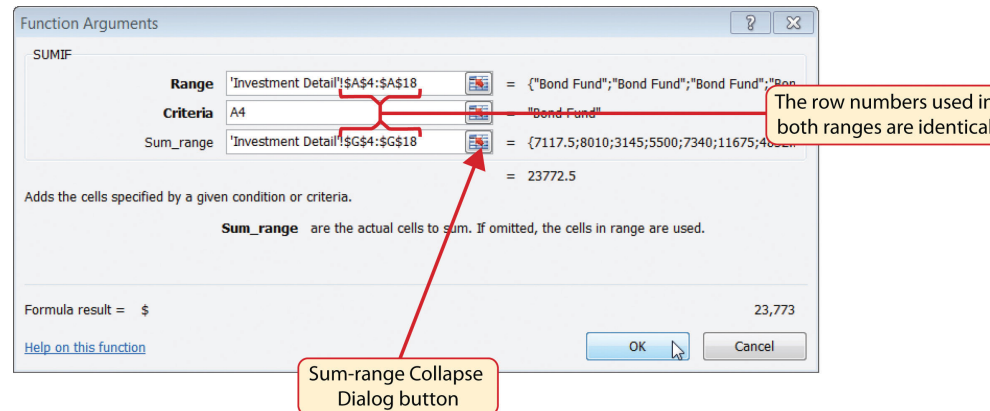 Function Arguments
SUMIF
Range 'Investment Detail'!$A$4:$A$18 = {"Bond Fund";"Bond Fund";"Bond Fund";"Bon
Criteria A4 = "Bond Fund"
The row numbers used in
both ranges are identical
Sum_range 'Investment Detail'!$G$4:$G$18 = {7117.5;8010;3145;5500;7340;11675;
= 23772.5
Adds the cells specified by a given condition or criteria.
Sum_range are the actual cells to sum. If omitted, the cells in range are used.
Formula result = $ 23,773
Help on this function OK Cancel
Sum-range Collapse
Dialog button